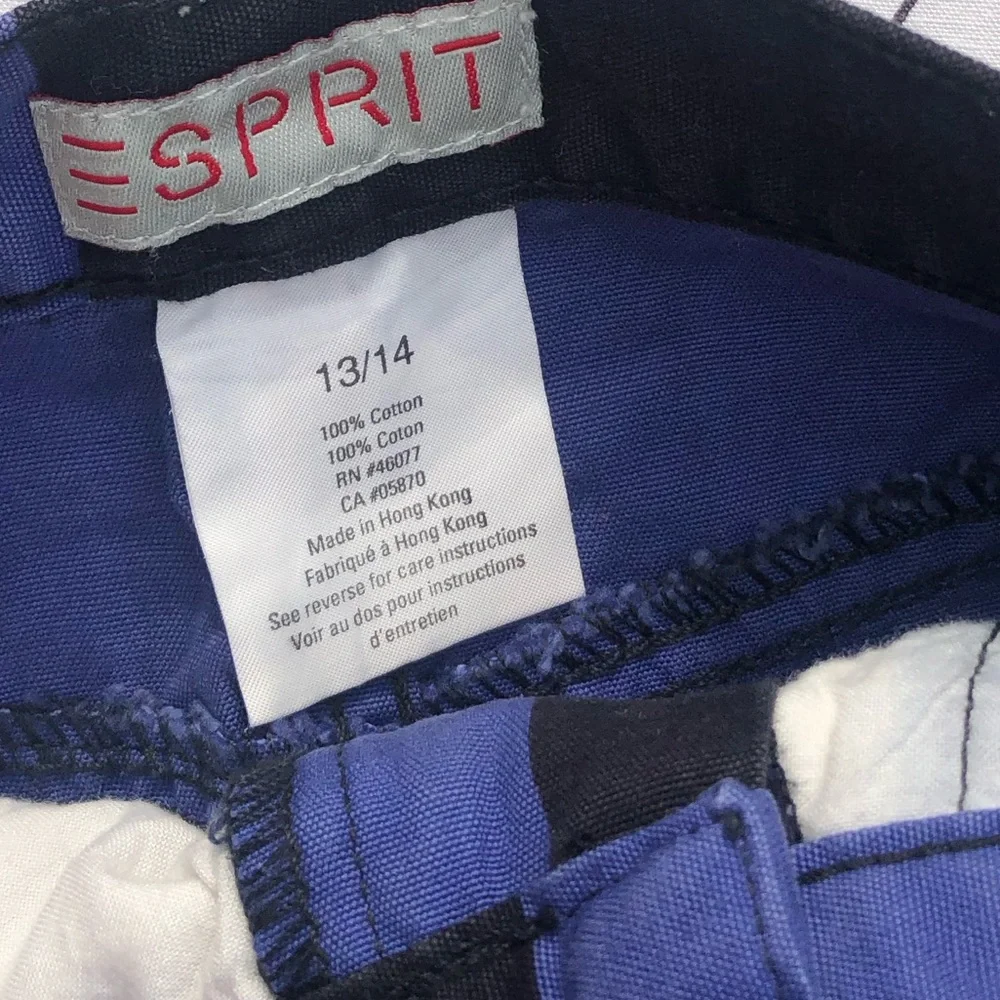 ESPRIT
13/14
100% Cotton
100% Coton
RN #46077
CA #05870
Made in Hong Kong
Fabriqué à Hong Kong
See reverse for care instructions
Voir au dos pour instructions
d'entretien